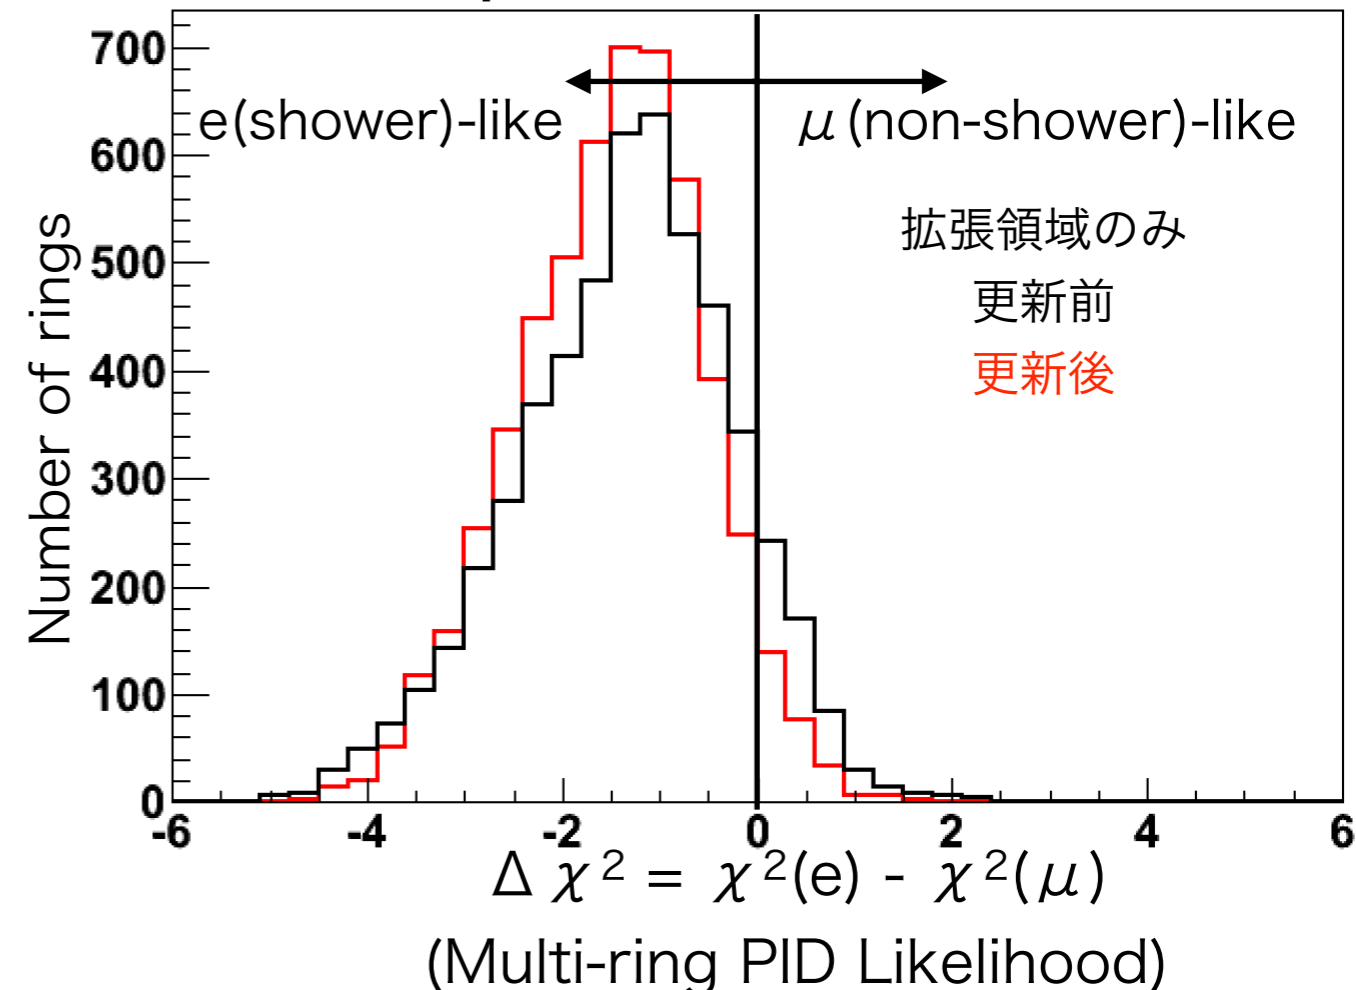 700
600
500
400
300
200
100
0
Number of rings
e(shower)-like
μ(non-shower)-like
拡張領域のみ
更新前
更新後
-6 -4 -2 0 2 4 6
Δχ² = χ²(e) - χ²(μ)
(Multi-ring PID Likelihood)